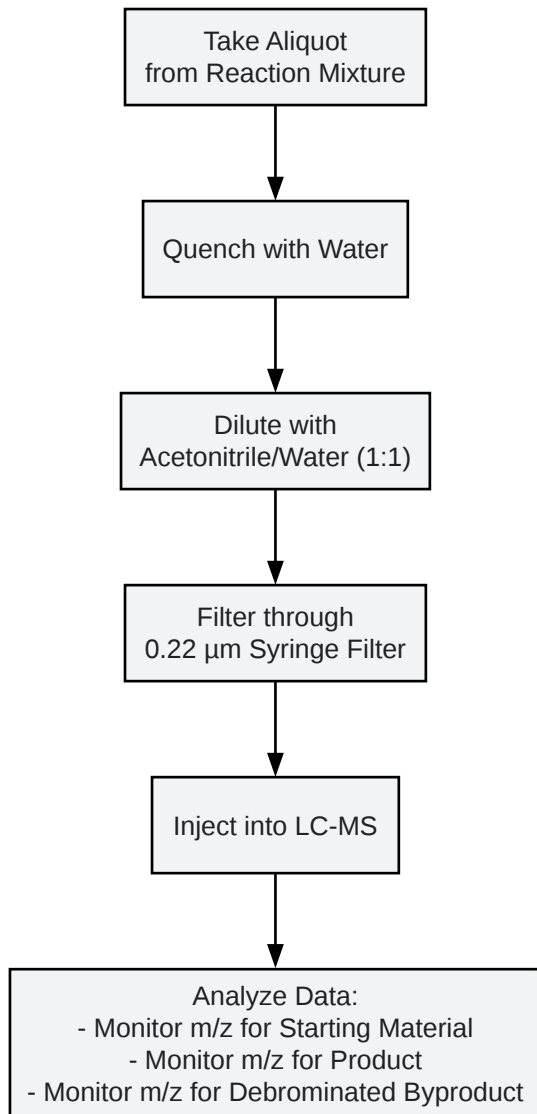 Take Aliquot
from Reaction Mixture
Quench with Water
Dilute with
Acetonitrile/Water (1:1)
Filter through
0.22 µm Syringe Filter
Inject into LC-MS
Analyze Data:
- Monitor m/z for Starting Material
- Monitor m/z for Product
- Monitor m/z for Debrominated Byproduct